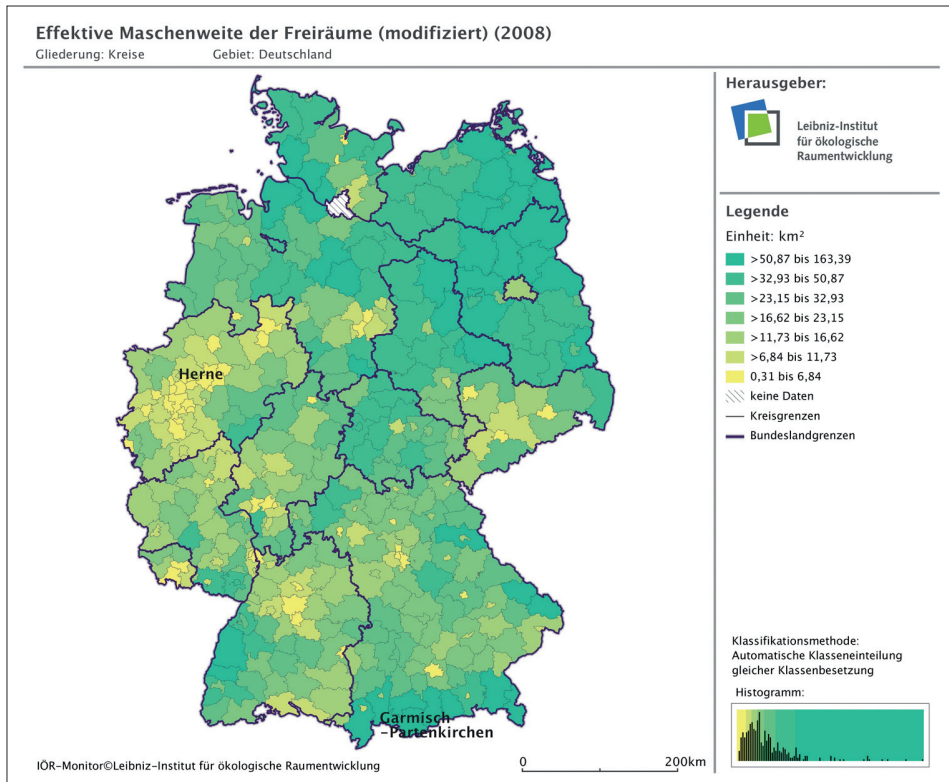 Effektive Maschenweite der Freiräume (modifiziert) (2008)
Gliederung: Kreise Gebiet: Deutschland
Herausgeber:
Leibniz-Institut
für ökologische
Raumentwicklung
Legende
Einheit: km²
>50,87 bis 163,39
>32,93 bis 50,87
>23,15 bis 32,93
>16,62 bis 23,15
>11,73 bis 16,62
>6,84 bis 11,73
0,31 bis 6,84
keine Daten
Kreisgrenzen
Bundeslandgrenzen
Herne
Garmisch
-Partenkirchen
Klassifikationsmethode:
Automatische Klasseneinteilung
gleicher Klassenbesetzung
Histogramm:
IÖR-Monitor©Leibniz-Institut für ökologische Raumentwicklung
0 200km